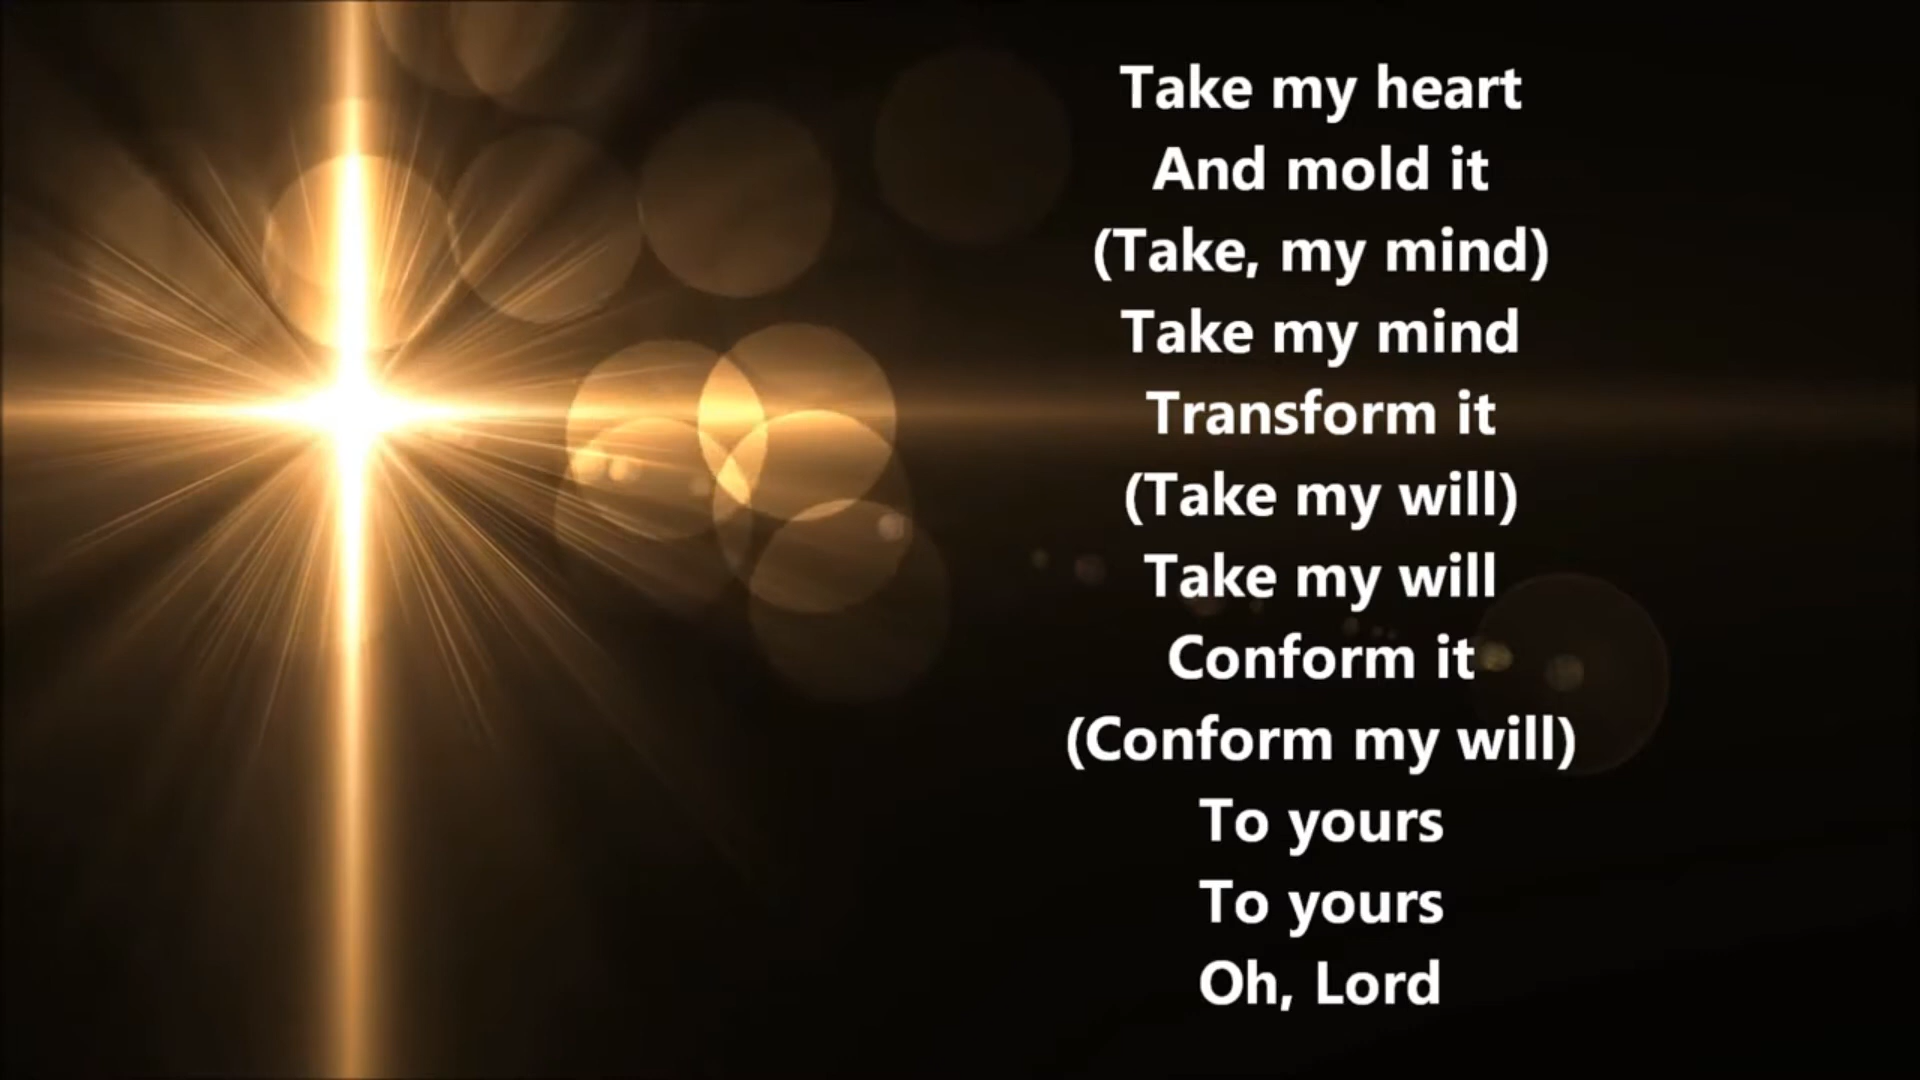 Take my heart
And mold it
(Take, my mind)
Take my mind
Transform it
(Take my will)
Take my will
Conform it
(Conform my will)
To yours
To yours
Oh, Lord